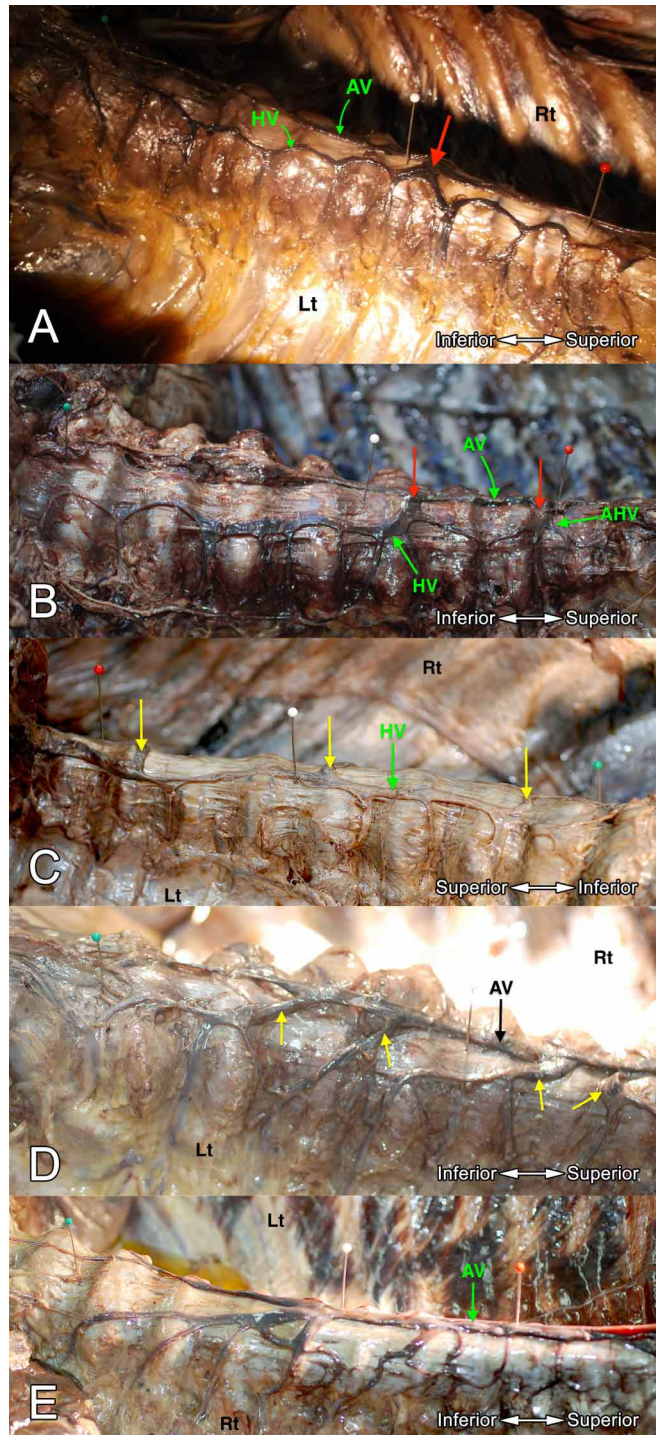 AV
HV
Rt
Lt
A
Inferior Superior
AV
AHV
HV
B
Inferior Superior
Rt
HV
C
Lt
Superior Inferior
Rt
AV
D
Lt
Inferior Superior
Lt
AV
E
Rt
Inferior Superior